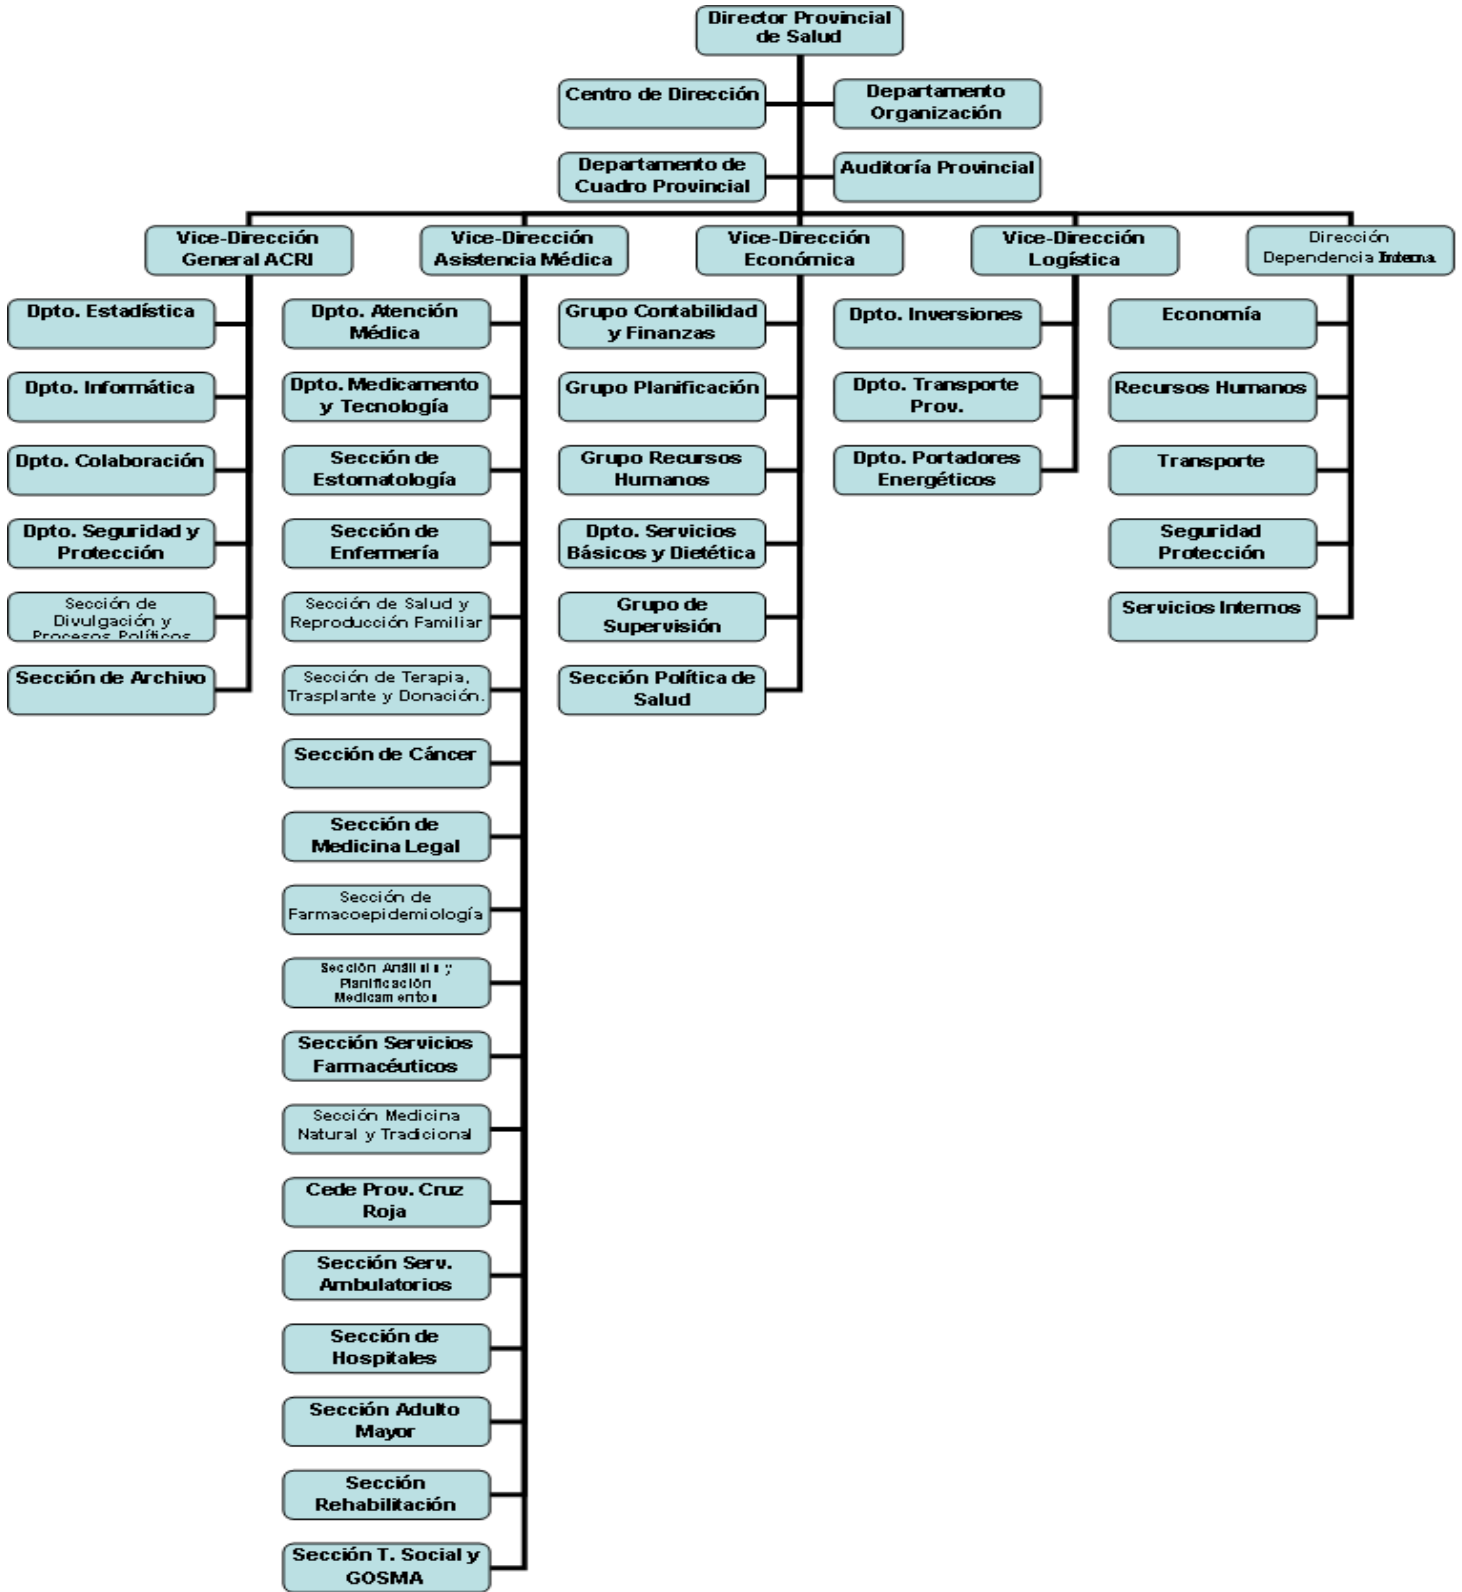 Director Provincial
de Salud
Centro de Dirección
Departamento
Organización
Departamento de
Cuadro Provincial
Auditoría Provincial
Vice-Dirección
General ACRI
Vice-Dirección
Asistencia Médica
Vice-Dirección
Económica
Vice-Dirección
Logística
Dirección
Dependencia Interna.
Dpto. Estadística
Dpto. Informática
Dpto. Colaboración
Dpto. Seguridad y
Protección
Sección de
Divulgación y
Procesos Políticos
Sección de Archivo
Dpto. Atención
Médica
Dpto. Medicamento
y Tecnología
Sección de
Estomatología
Sección de
Enfermería
Sección de Salud y
Reproducción Familiar
Sección de Terapia,
Trasplante y Donación.
Sección de Cáncer
Sección de
Medicina Legal
Sección de
Farmacoepidemiología
Sección Análisis y
Planificación
Medicamentos
Sección Servicios
Farmacéuticos
Sección Medicina
Natural y Tradicional
Cede Prov. Cruz
Roja
Sección Serv.
Ambulatorios
Sección de
Hospitales
Sección Adulto
Mayor
Sección
Rehabilitación
Sección T. Social y
GOSMA
Grupo Contabilidad
y Finanzas
Grupo Planificación
Grupo Recursos
Humanos
Dpto. Servicios
Básicos y Dietética
Grupo de
Supervisión
Sección Política de
Salud
Dpto. Inversiones
Dpto. Transporte
Prov.
Dpto. Portadores
Energéticos
Economía
Recursos Humanos
Transporte
Seguridad
Protección
Servicios Internos